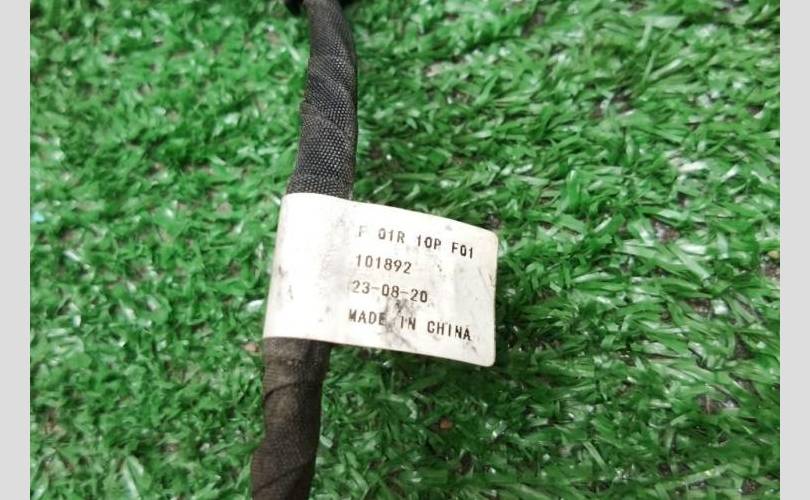 F 01R 10P F01
101892
23-08-20
MADE IN CHINA